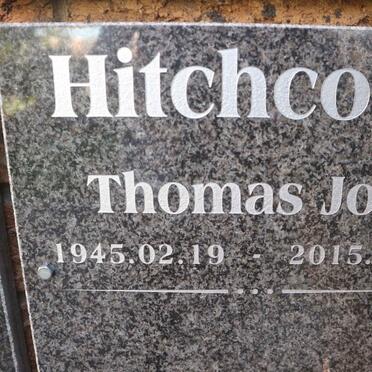 Hitchco
Thomas Jo
1945.02.19 - 2015.